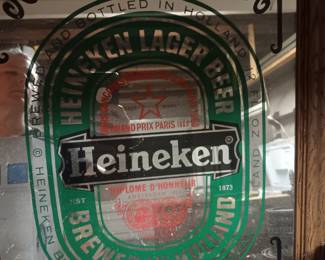 BREWED AND BOTTLED IN HOLLAND
HEINEKEN LAGER BEER
GRAND PRIX PARIS
Heineken®
DIPLOME D'HONNEUR
EST 1873
BREWED IN HOLLAND
© HEINEKEN